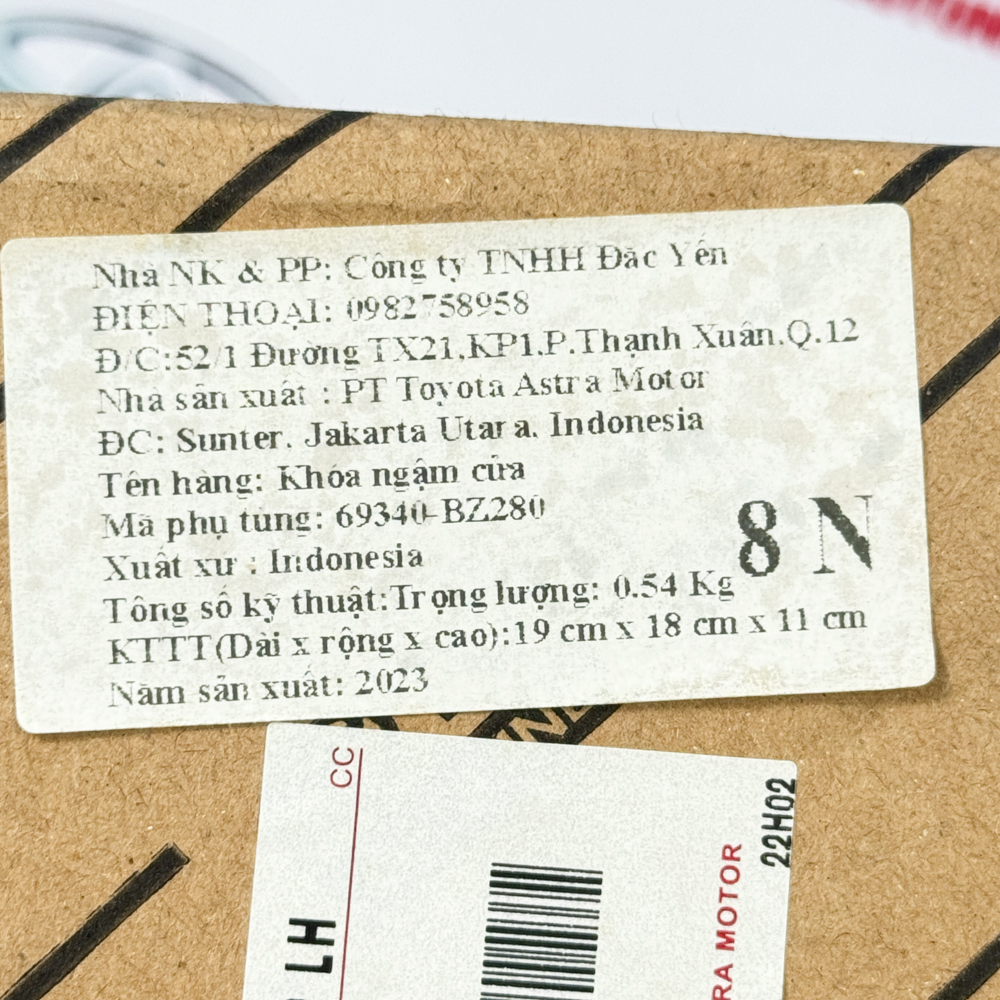 Nhà NK & PP: Công ty TNHH Đăc Yến
ĐIỆN THOẠI: 0982758958
Đ/C:52/1 Đường TX21,KP1,P.Thạnh Xuân,Q.12
Nhà sản xuất : PT Toyota Astra Motor
ĐC: Sunter, Jakarta Utara, Indonesia
Tên hàng: Khóa ngậm cửa
Mã phụ tùng: 69340-BZ280
Xuất xư : Indonesia
8 N
Tông số kỹ thuật:Trọng lượng: 0.54 Kg
KTTT(Dài x rộng x cao):19 cm x 18 cm x 11 cm
Năm sản xuất: 2023
CC
LH
22H02
RA MOTOR